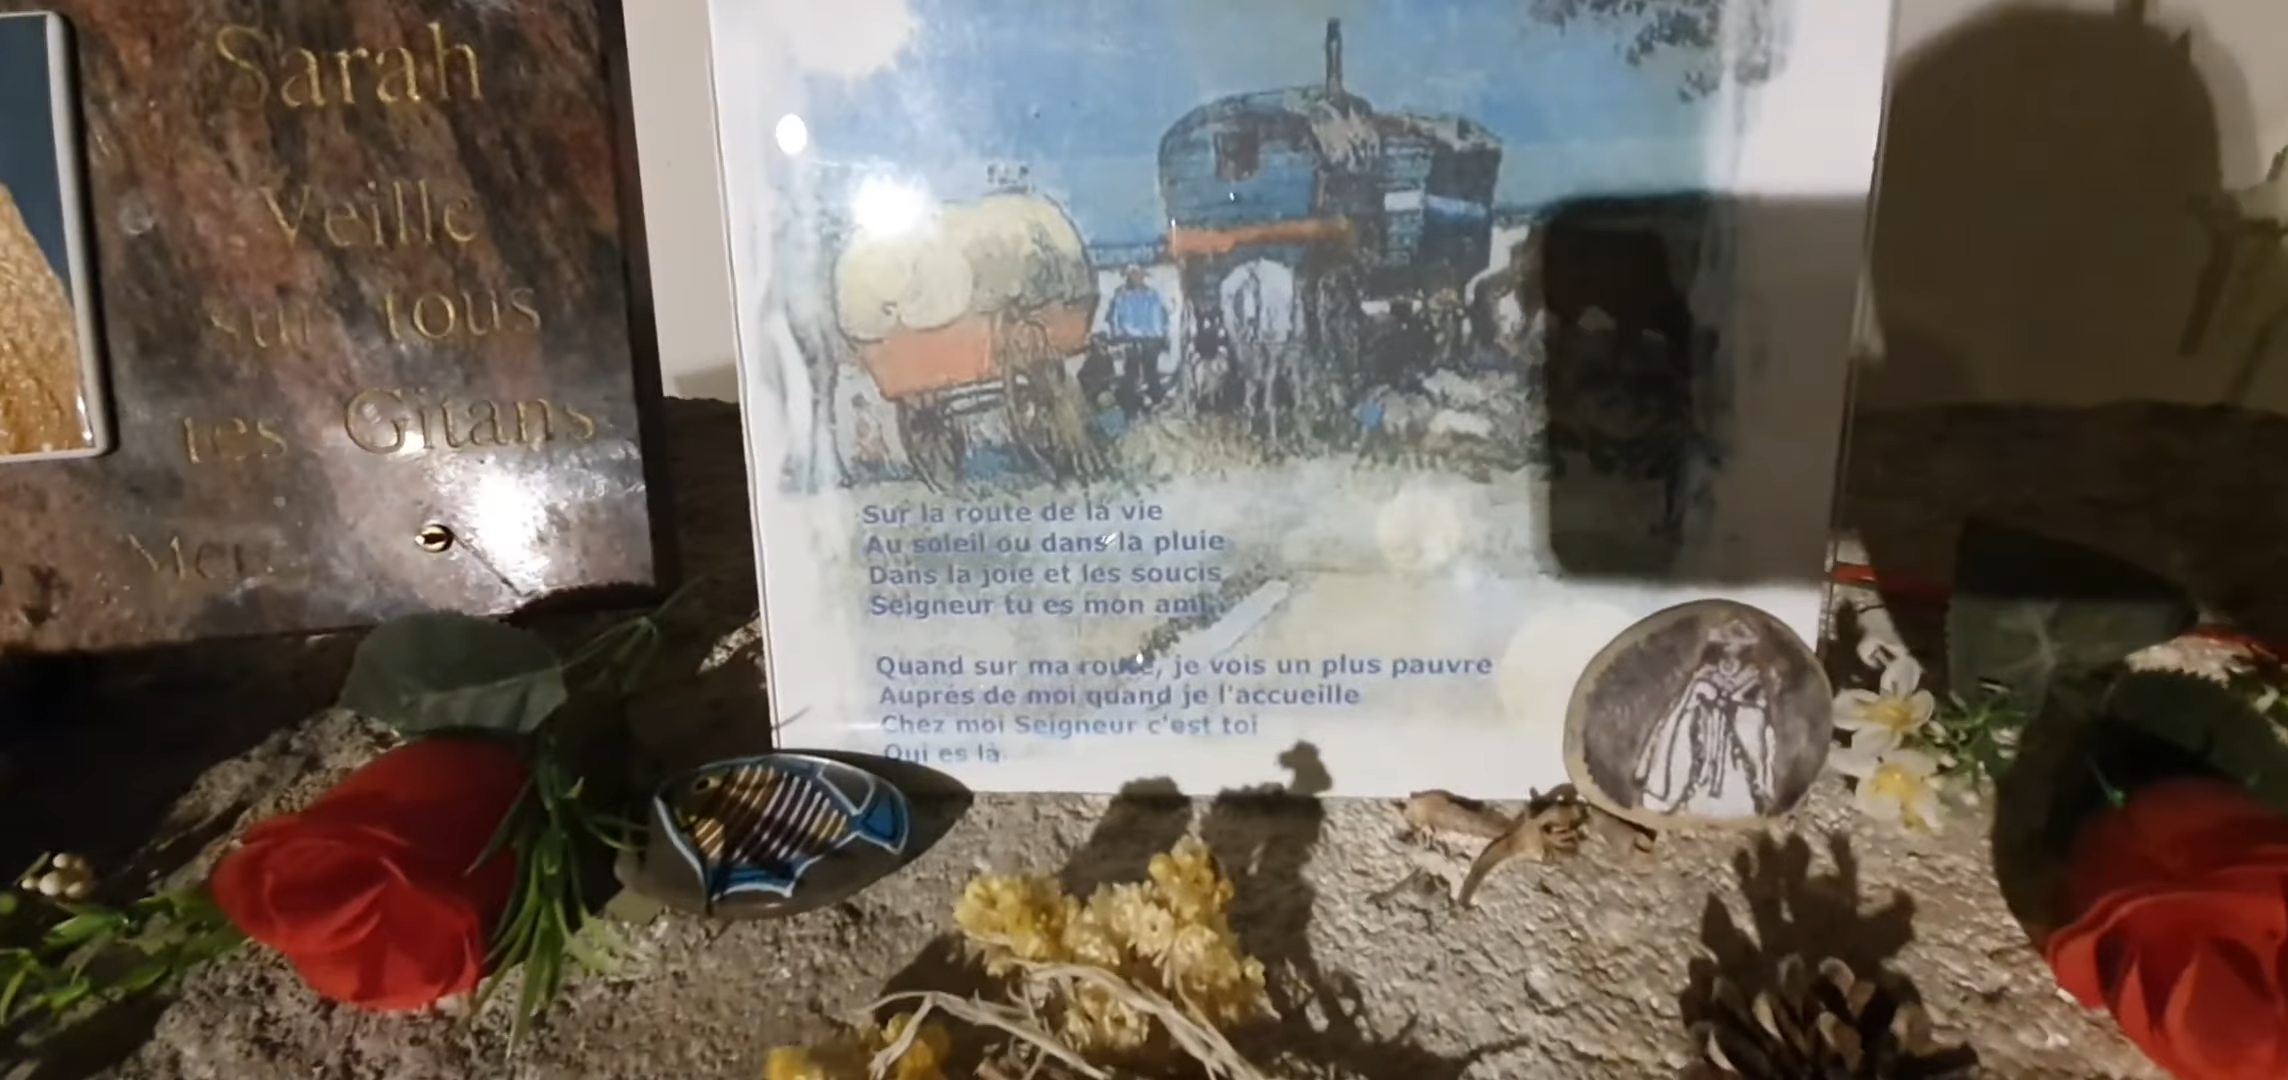 Sarah
Veille
sur tous
tes Gitans
Sur la route de la vie
Au soleil ou dans la pluie
Dans la joie et les soucis
Seigneur tu es mon ami
Quand sur ma route, je vois un plus pauvre
Auprés de moi quand je l'accueille
Chez moi Seigneur c'est toi
Qui es là